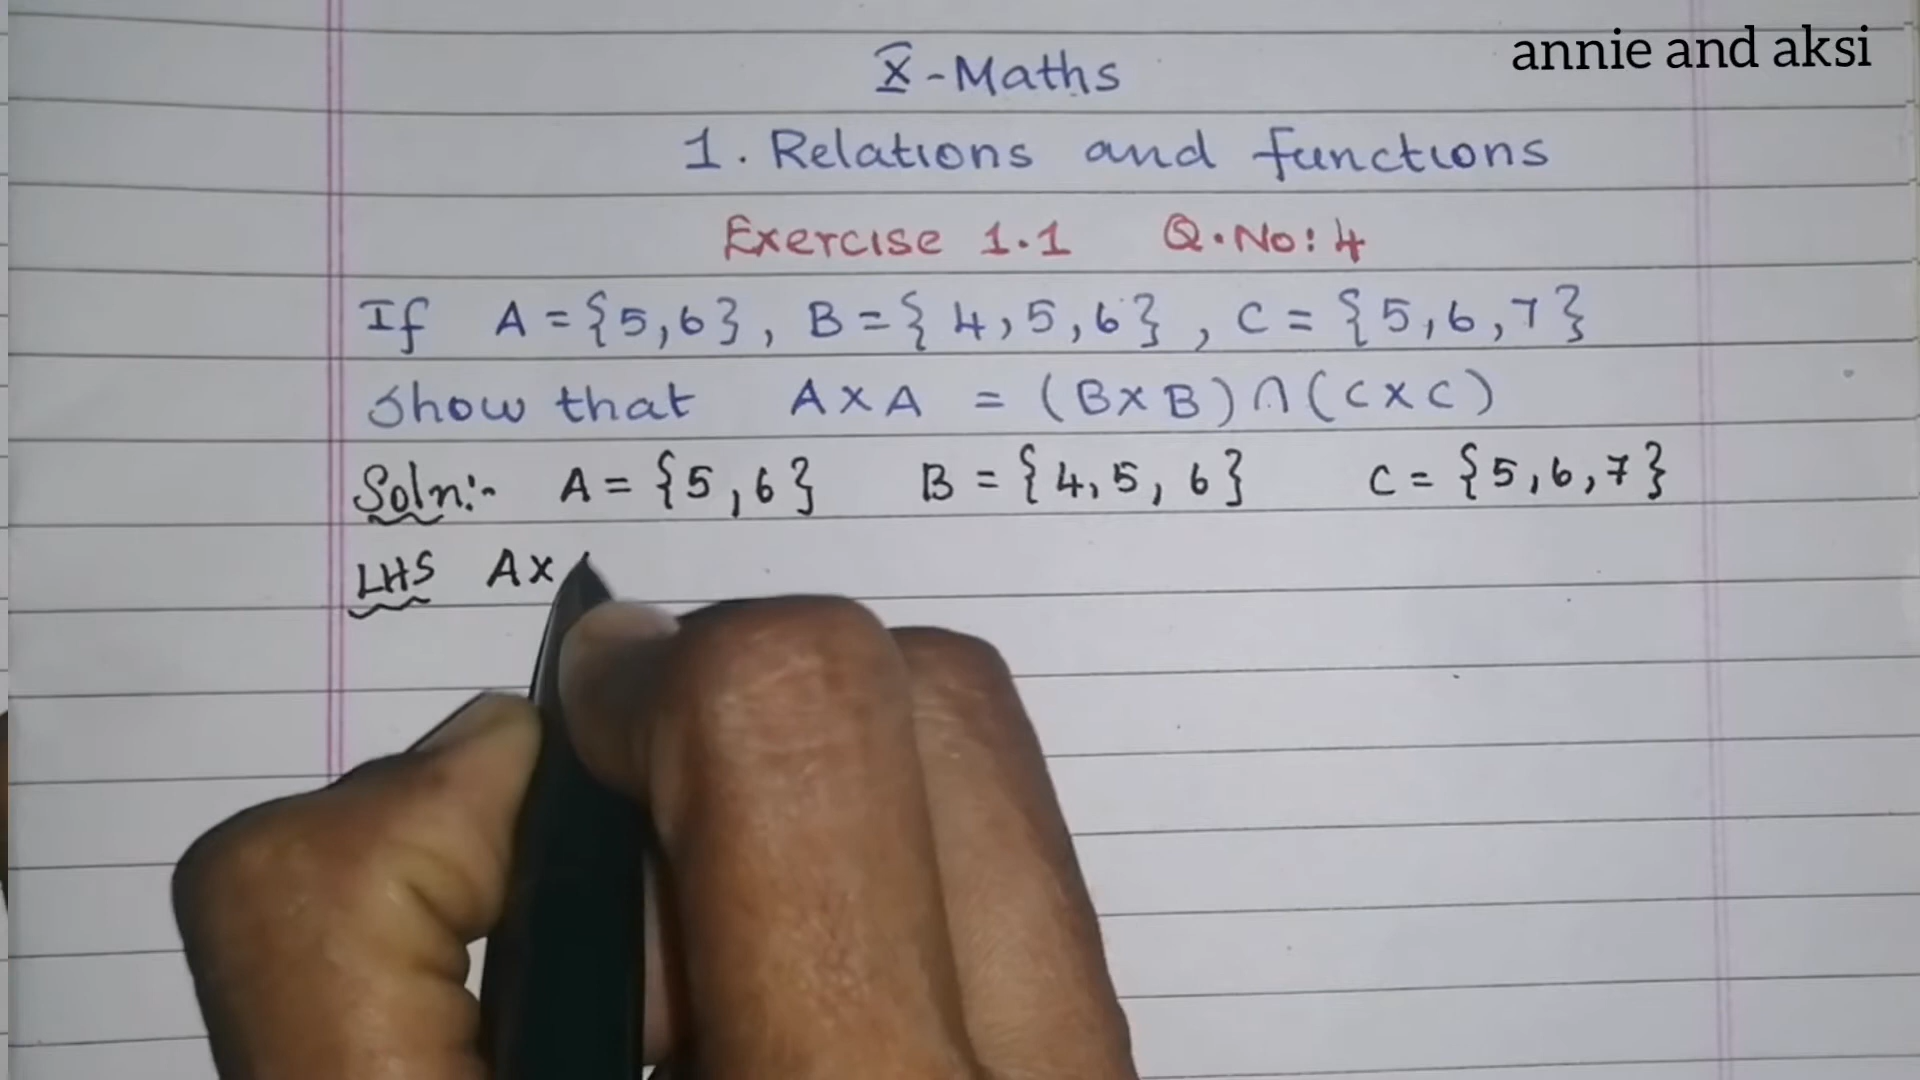 annie and aksi
X - Maths
1. Relations and functions
Exercise 1.1 Q.No: 4
If A = {5, 6}, B = { 4, 5, 6}, C = {5, 6, 7}
Show that A X A = (B X B) ∩ (C X C)
Soln:- A = {5, 6} B = {4, 5, 6} C = {5, 6, 7}
LHS A X